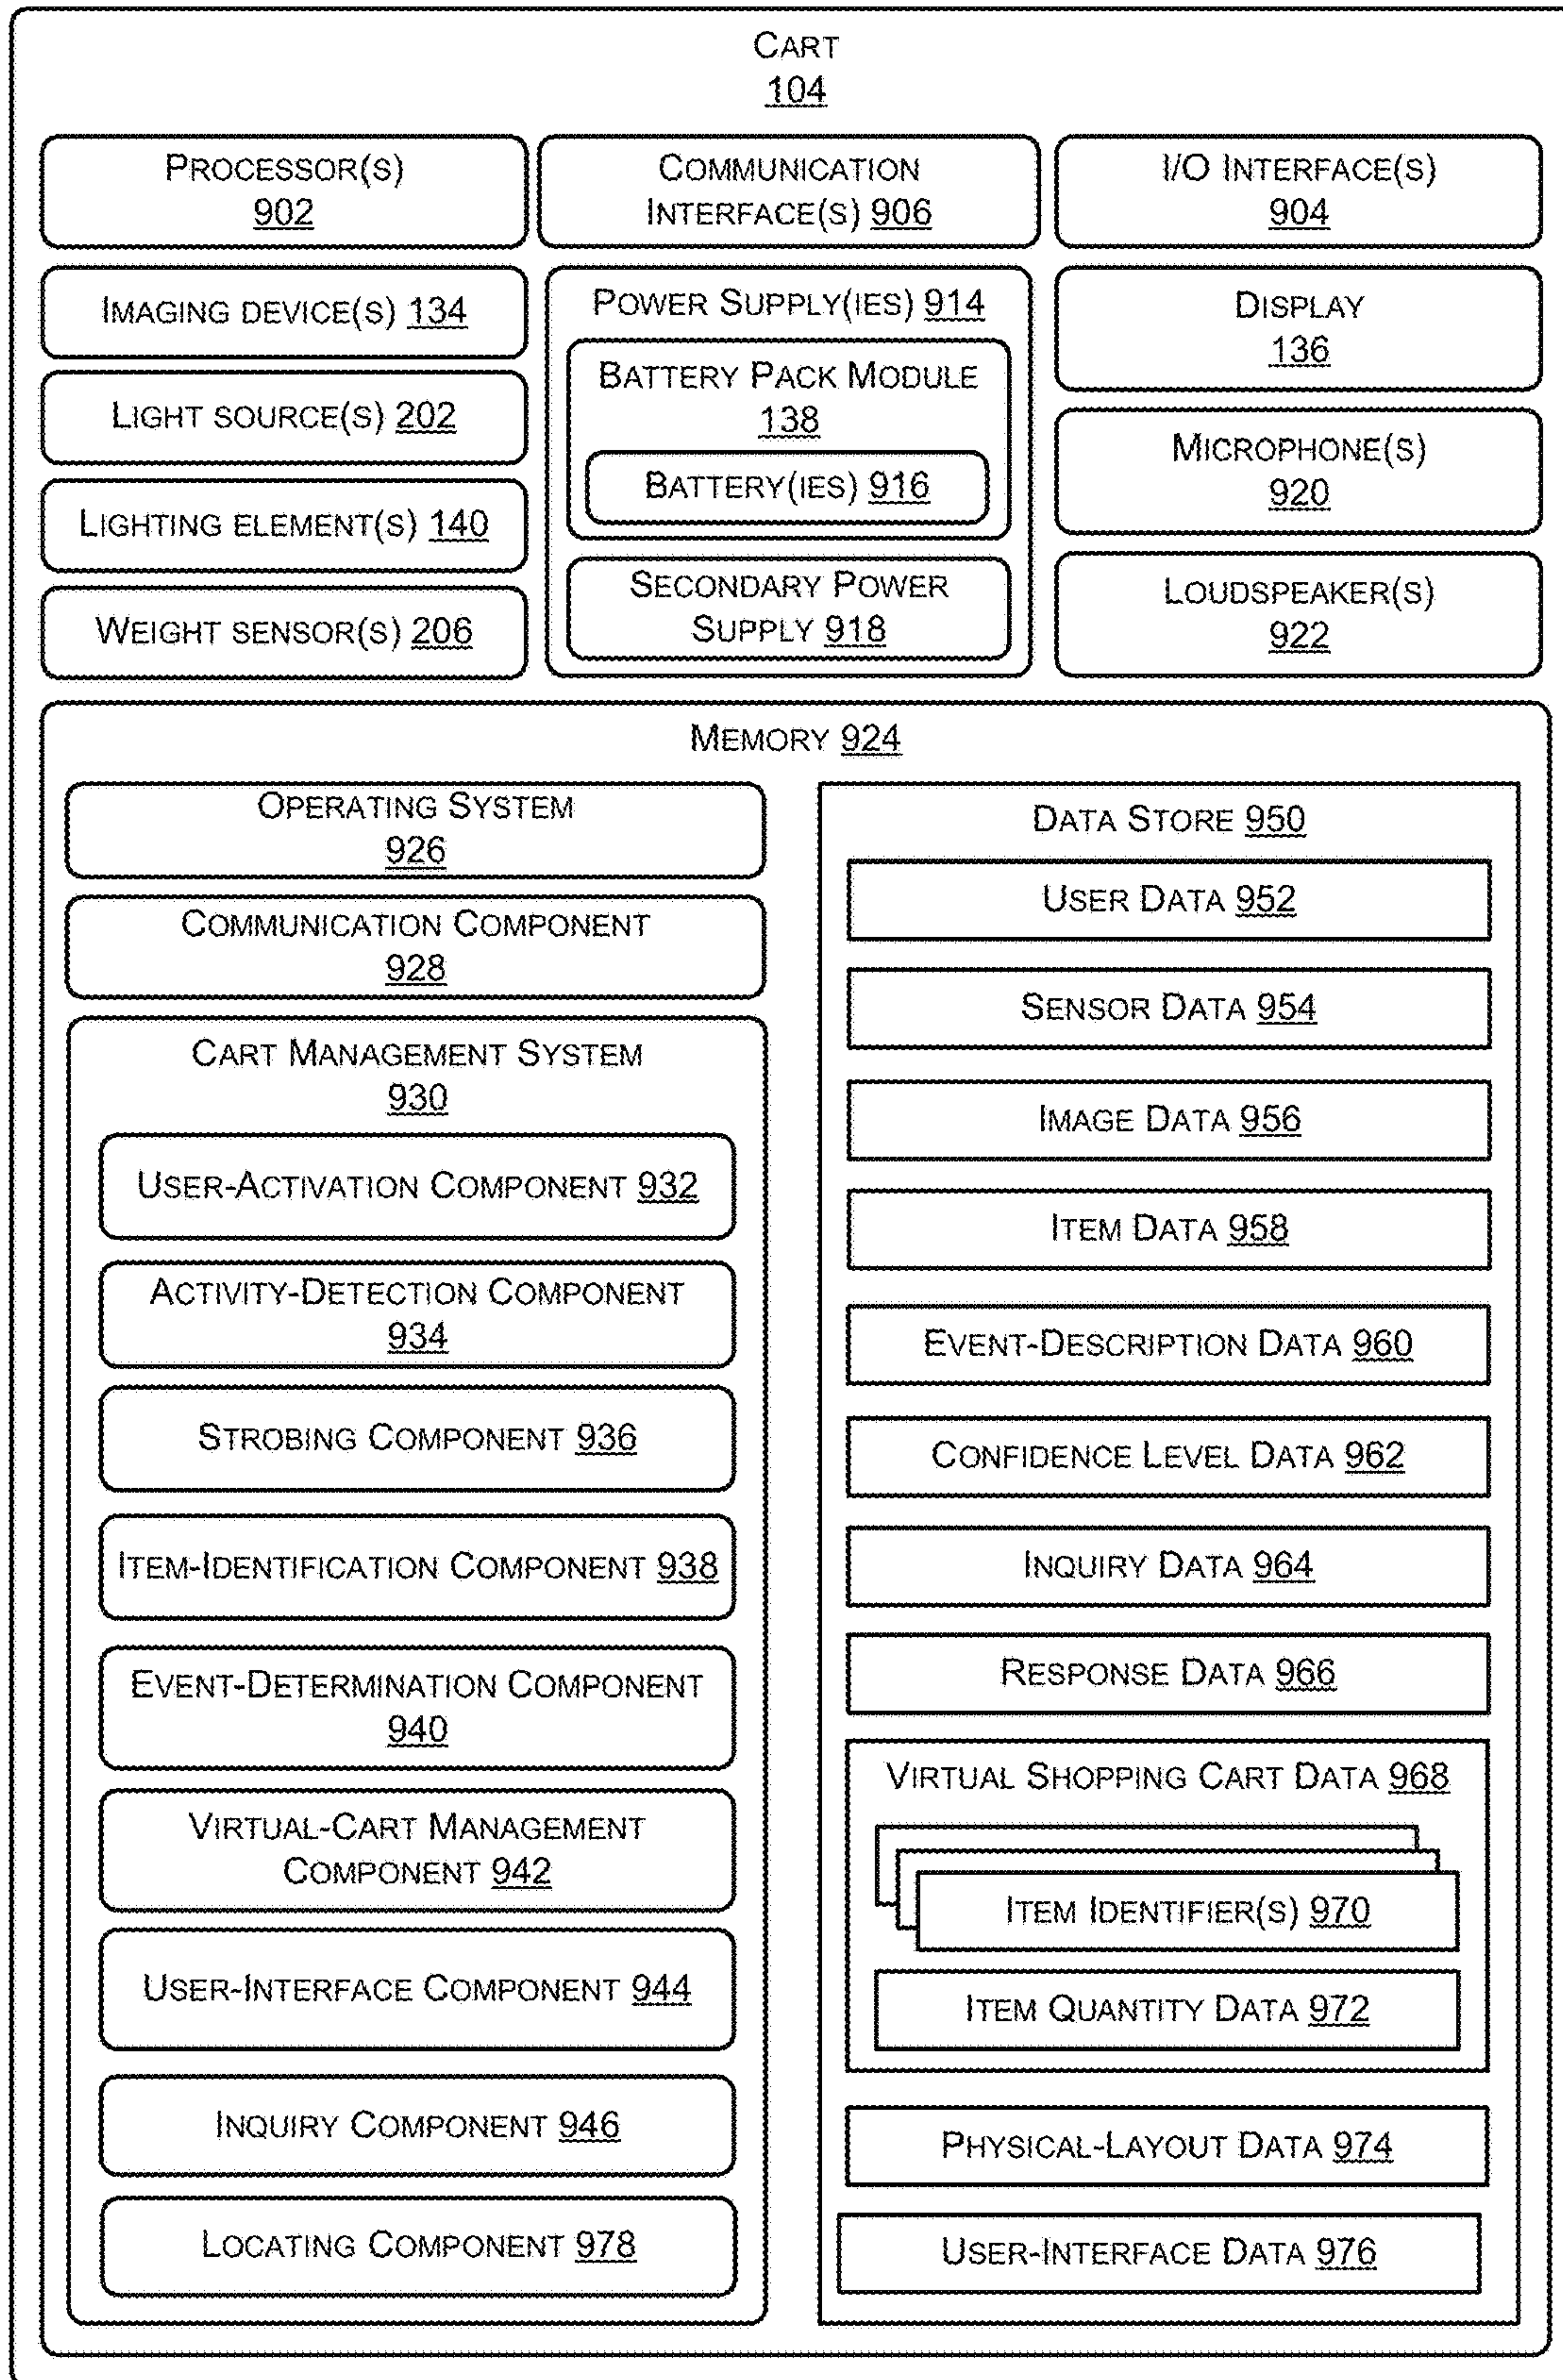 CART
104
PROCESSOR(S)
902
COMMUNICATION
INTERFACE(S) 906
I/O INTERFACE(S)
904
IMAGING DEVICE(S) 134
LIGHT SOURCE(S) 202
LIGHTING ELEMENT(S) 140
WEIGHT SENSOR(S) 206
POWER SUPPLY(IES) 914
BATTERY PACK MODULE
138
BATTERY(IES) 916
SECONDARY POWER
SUPPLY 918
DISPLAY
136
MICROPHONE(S)
920
LOUDSPEAKER(S)
922
MEMORY 924
OPERATING SYSTEM
926
COMMUNICATION COMPONENT
928
CART MANAGEMENT SYSTEM
930
USER-ACTIVATION COMPONENT 932
ACTIVITY-DETECTION COMPONENT
934
STROBING COMPONENT 936
ITEM-IDENTIFICATION COMPONENT 938
EVENT-DETERMINATION COMPONENT
940
VIRTUAL-CART MANAGEMENT
COMPONENT 942
USER-INTERFACE COMPONENT 944
INQUIRY COMPONENT 946
LOCATING COMPONENT 978
DATA STORE 950
USER DATA 952
SENSOR DATA 954
IMAGE DATA 956
ITEM DATA 958
EVENT-DESCRIPTION DATA 960
CONFIDENCE LEVEL DATA 962
INQUIRY DATA 964
RESPONSE DATA 966
VIRTUAL SHOPPING CART DATA 968
ITEM IDENTIFIER(S) 970
ITEM QUANTITY DATA 972
PHYSICAL-LAYOUT DATA 974
USER-INTERFACE DATA 976